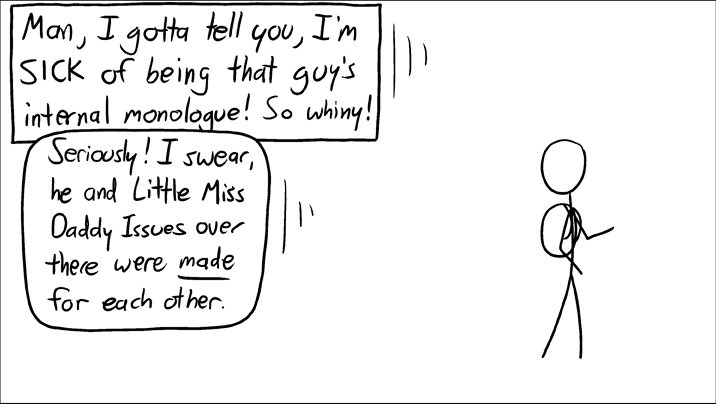 Man, I gotta tell you, I'm
SICK of being that guy's
internal monologue! So whiny!
Seriously! I swear,
he and Little Miss
Daddy Issues over
there were made
for each other.